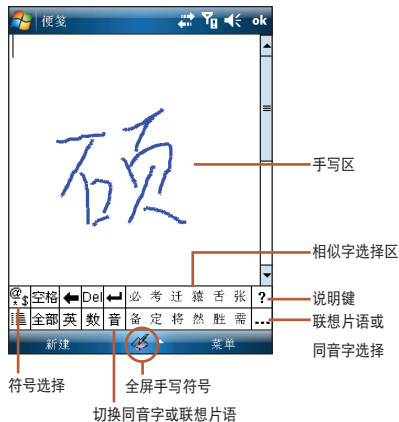 便笺 ok
硕
手写区
相似字选择区
@ * $ 空格 Del 必 考 迁 猿 舌 张 ?
说明键
全部 英 数 音 备 定 将 然 胜 需 ...
联想片语或
同音字选择
新建 菜单
符号选择
全屏手写符号
切换同音字或联想片语